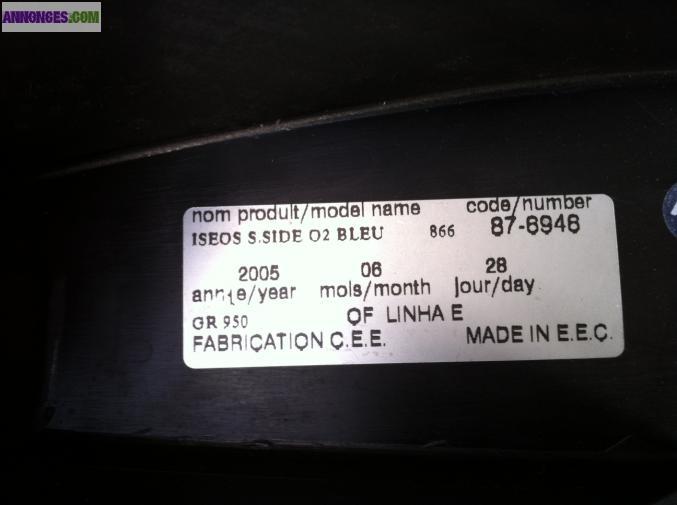 ANNONCES.COM
nom produit/model name code/number
ISEOS S.SIDE O2 BLEU 866 87-6946
2005 06 28
année/year mois/month jour/day
GR 950 OF LINHA E
FABRICATION C.E.E. MADE IN E.E.C.